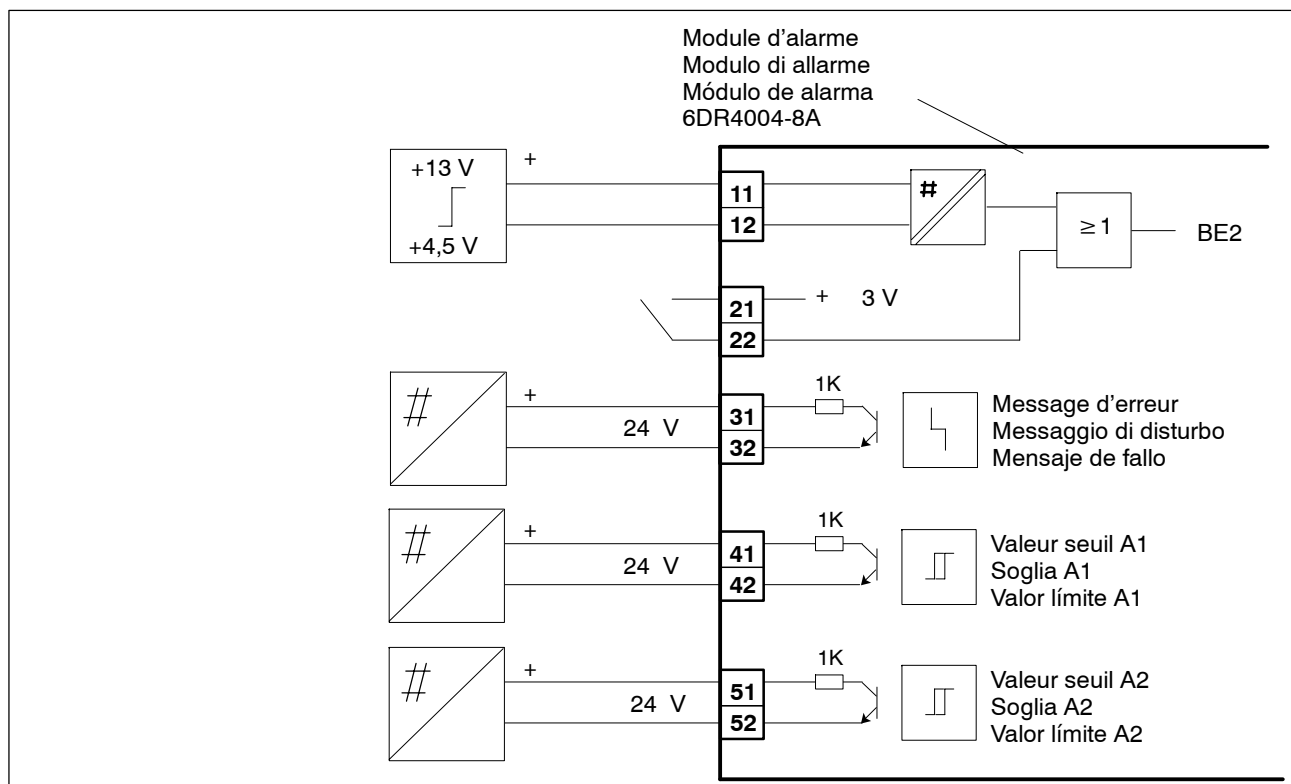 Module d’alarme
Modulo di allarme
Módulo de alarma
6DR4004-8A
+13 V
+
+4,5 V
11
12
#
≥ 1
BE2
21
+ 3 V
22
#
+
24 V
31
32
1K
Message d’erreur
Messaggio di disturbo
Mensaje de fallo
#
+
24 V
41
42
1K
Valeur seuil A1
Soglia A1
Valor límite A1
#
+
24 V
51
52
1K
Valeur seuil A2
Soglia A2
Valor límite A2